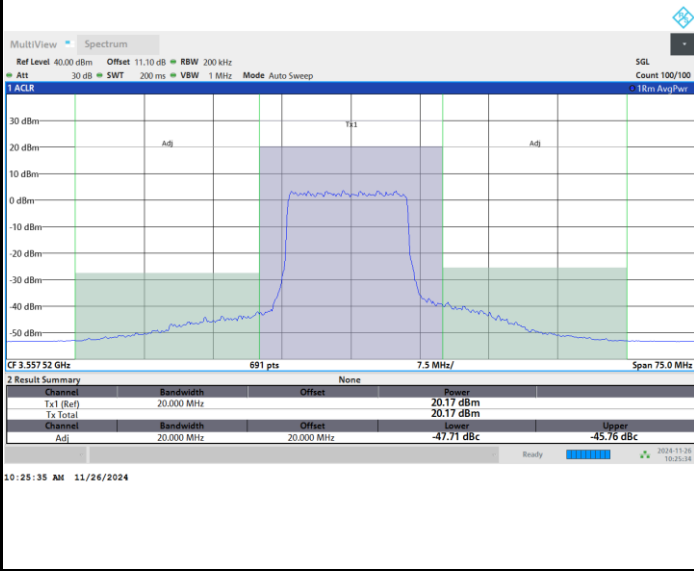 MultiView Spectrum
Ref Level 40.00 dBm Offset 11.10 dB RBW 200 kHz SGL
Att 30 dB SWT 200 ms VBW 1 MHz Mode Auto Sweep Count 100/100
1 ACLR 1Rm AvgPwr
Tx1
30 dBm
Adj Adj
20 dBm
10 dBm
0 dBm
-10 dBm
-20 dBm
-30 dBm
-40 dBm
-50 dBm
CF 3.557 52 GHz 691 pts 7.5 MHz/ Span 75.0 MHz
2 Result Summary None
Channel Bandwidth Offset Power
Tx1 (Ref) 20.000 MHz 20.17 dBm
Tx Total 20.17 dBm
Channel Bandwidth Offset Lower Upper
Adj 20.000 MHz 20.000 MHz -47.71 dBc -45.76 dBc
Ready 2024-11-26
10:25:34
10:25:35 AM 11/26/2024